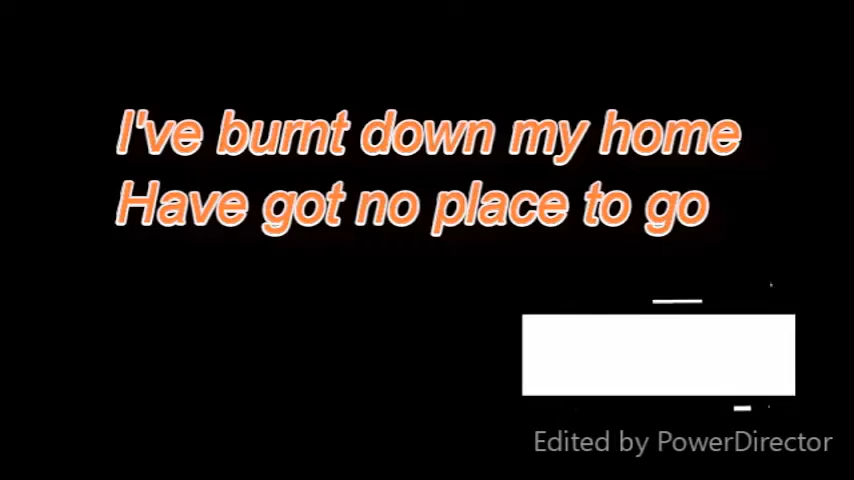 I've burnt down my home
Have got no place to go
Edited by PowerDirector